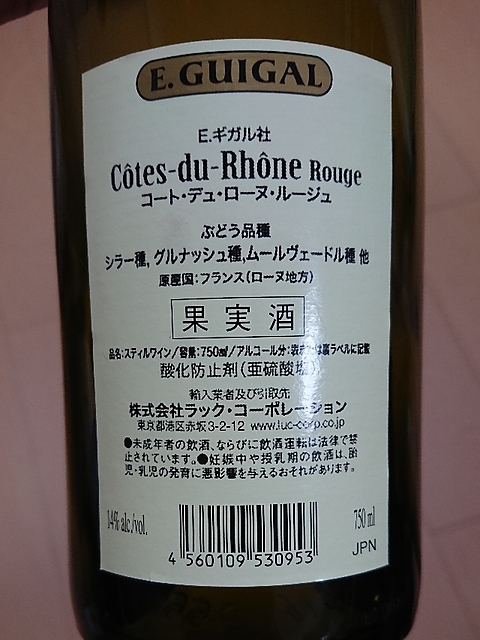 E. GUIGAL
E.ギガル社
Côtes-du-Rhône Rouge
コート・デュ・ローヌ・ルージュ
ぶどう品種
シラー種, グルナッシュ種,ムールヴェードル種 他
原産国:フランス(ローヌ地方)
果実酒
品名:スティルワイン/容量:750㎖/アルコール分:表または裏ラベルに記載
酸化防止剤(亜硫酸塩)
輸入業者及び引取先
株式会社ラック・コーポレーション
東京都港区赤坂3-2-12 www.luc-corp.co.jp
●未成年者の飲酒、ならびに飲酒運転は法律で禁
止されています。●妊娠中や授乳期の飲酒は、胎
児・乳児の発育に悪影響を与えるおそれがあります。
14% alc./vol.
750 ml
4 560109 530953
JPN